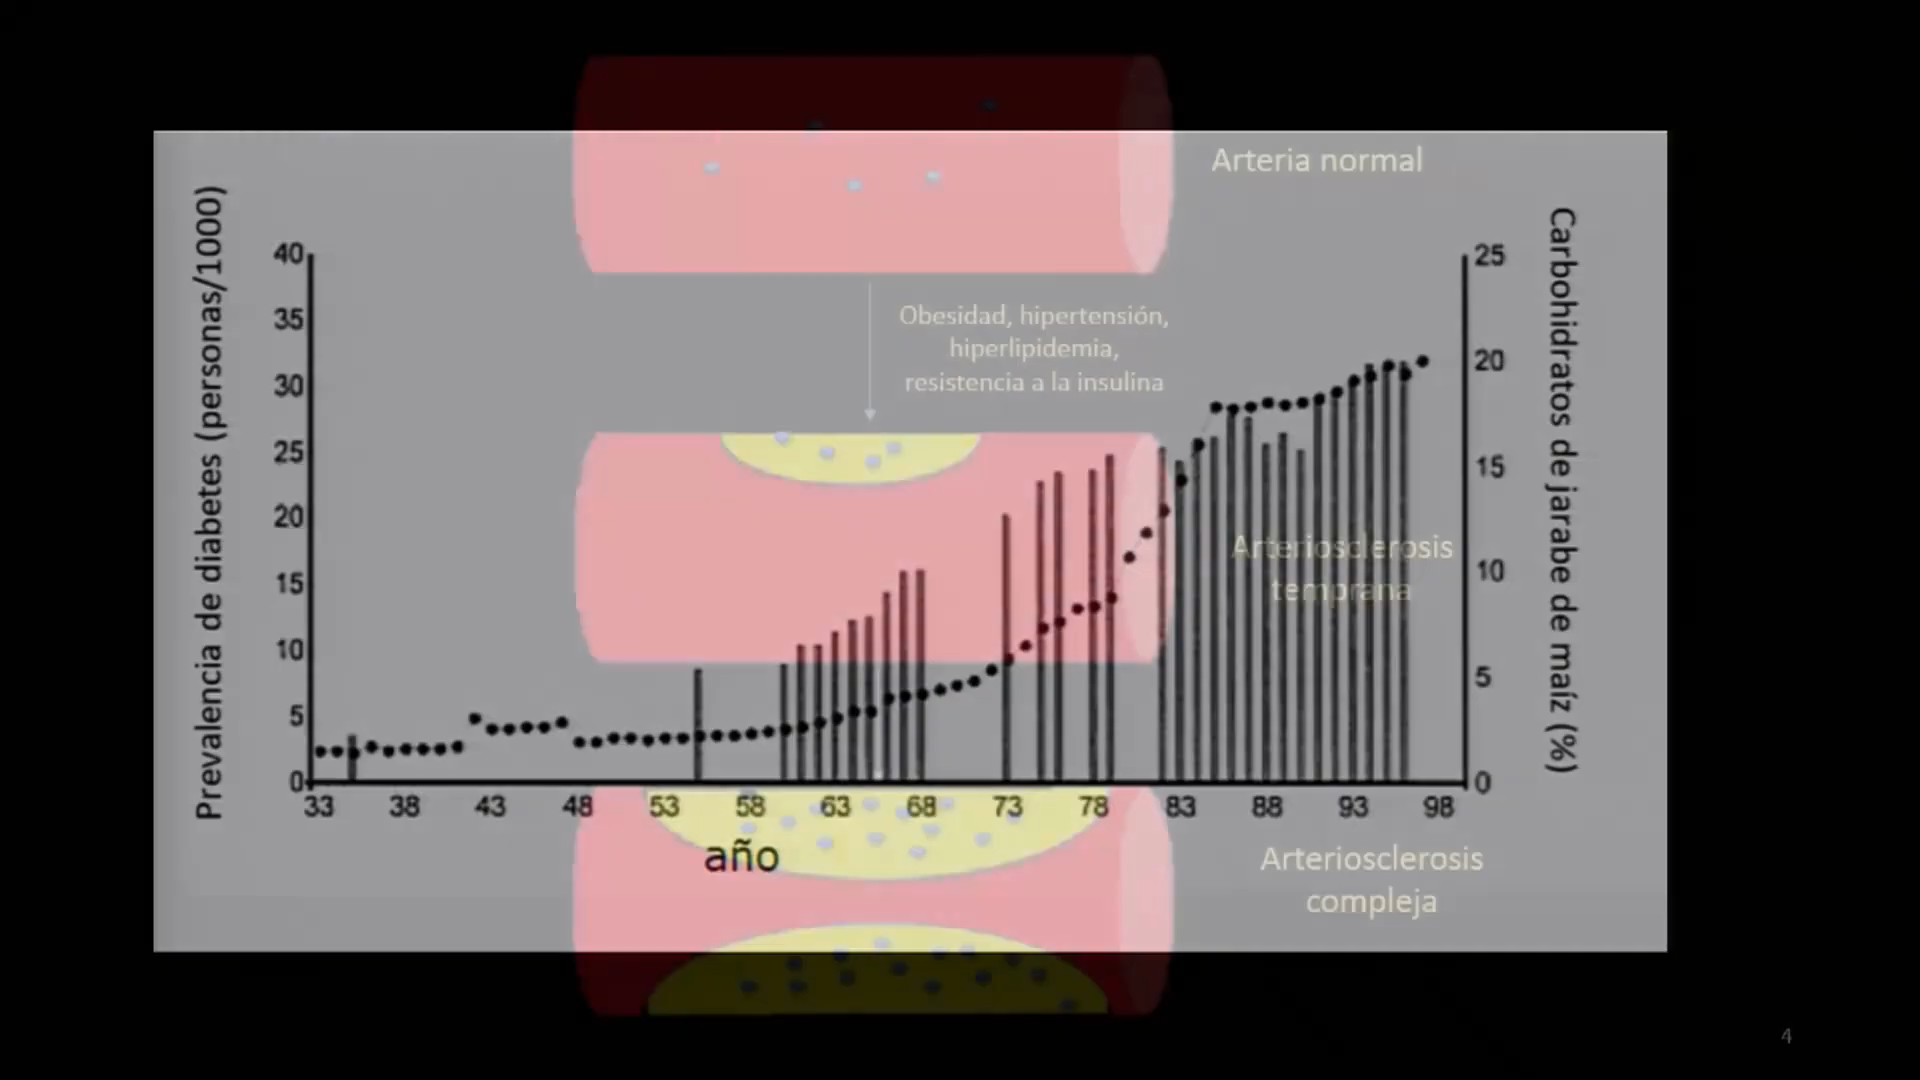 Arteria normal
Prevalencia de diabetes (personas/1000)
40
35
30
25
20
15
10
5
0
Obesidad, hipertensión,
hiperlipidemia,
resistencia a la insulina
Arteriosclerosis
temprana
25
20
15
10
5
0
Carbohidratos de jarabe de maíz (%)
33 38 43 48 53 58 63 68 73 78 83 88 93 98
año
Arteriosclerosis
compleja
4